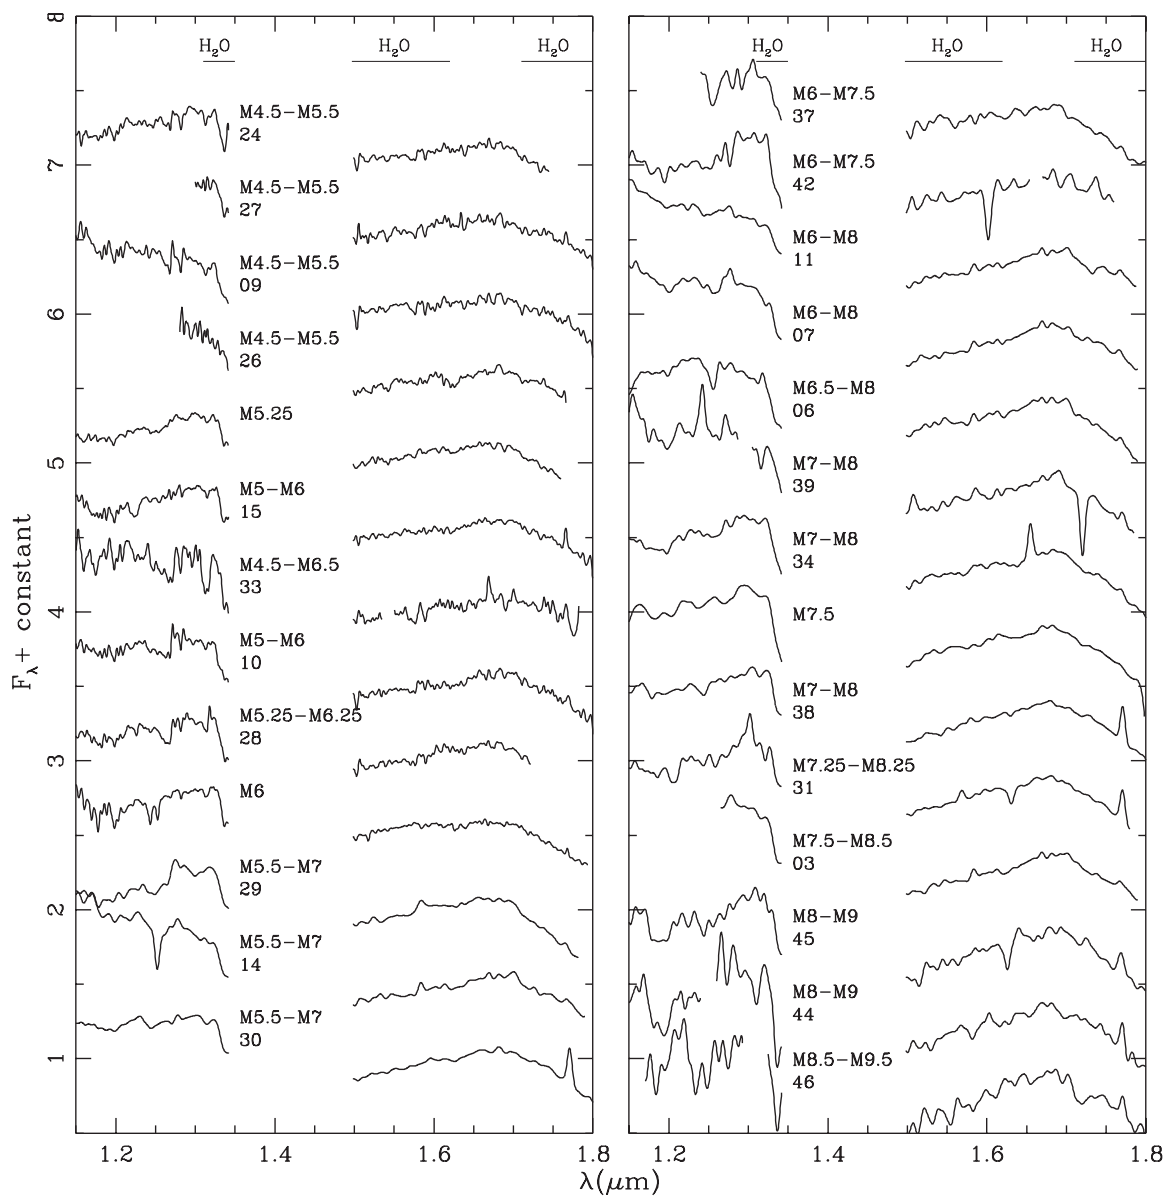 8
7
6
5
4
3
2
1
F_λ + constant
H₂O
H₂O
H₂O
M4.5−M5.5
24
M4.5−M5.5
27
M4.5−M5.5
09
M4.5−M5.5
26
M5.25
M5−M6
15
M4.5−M6.5
33
M5−M6
10
M5.25−M6.25
28
M6
M5.5−M7
29
M5.5−M7
14
M5.5−M7
30
1.2
1.4
1.6
1.8
H₂O
H₂O
H₂O
M6−M7.5
37
M6−M7.5
42
M6−M8
11
M6−M8
07
M6.5−M8
06
M7−M8
39
M7−M8
34
M7.5
M7−M8
38
M7.25−M8.25
31
M7.5−M8.5
03
M8−M9
45
M8−M9
44
M8.5−M9.5
46
1.2
1.4
1.6
1.8
λ(μm)